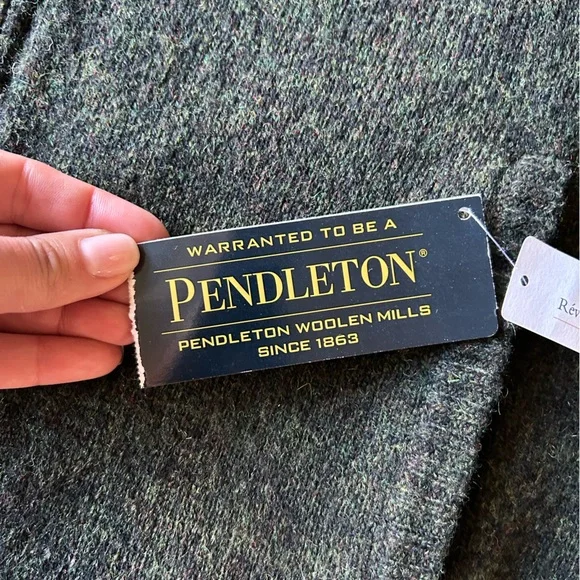 WARRANTED TO BE A
PENDLETON®
PENDLETON WOOLEN MILLS
SINCE 1863